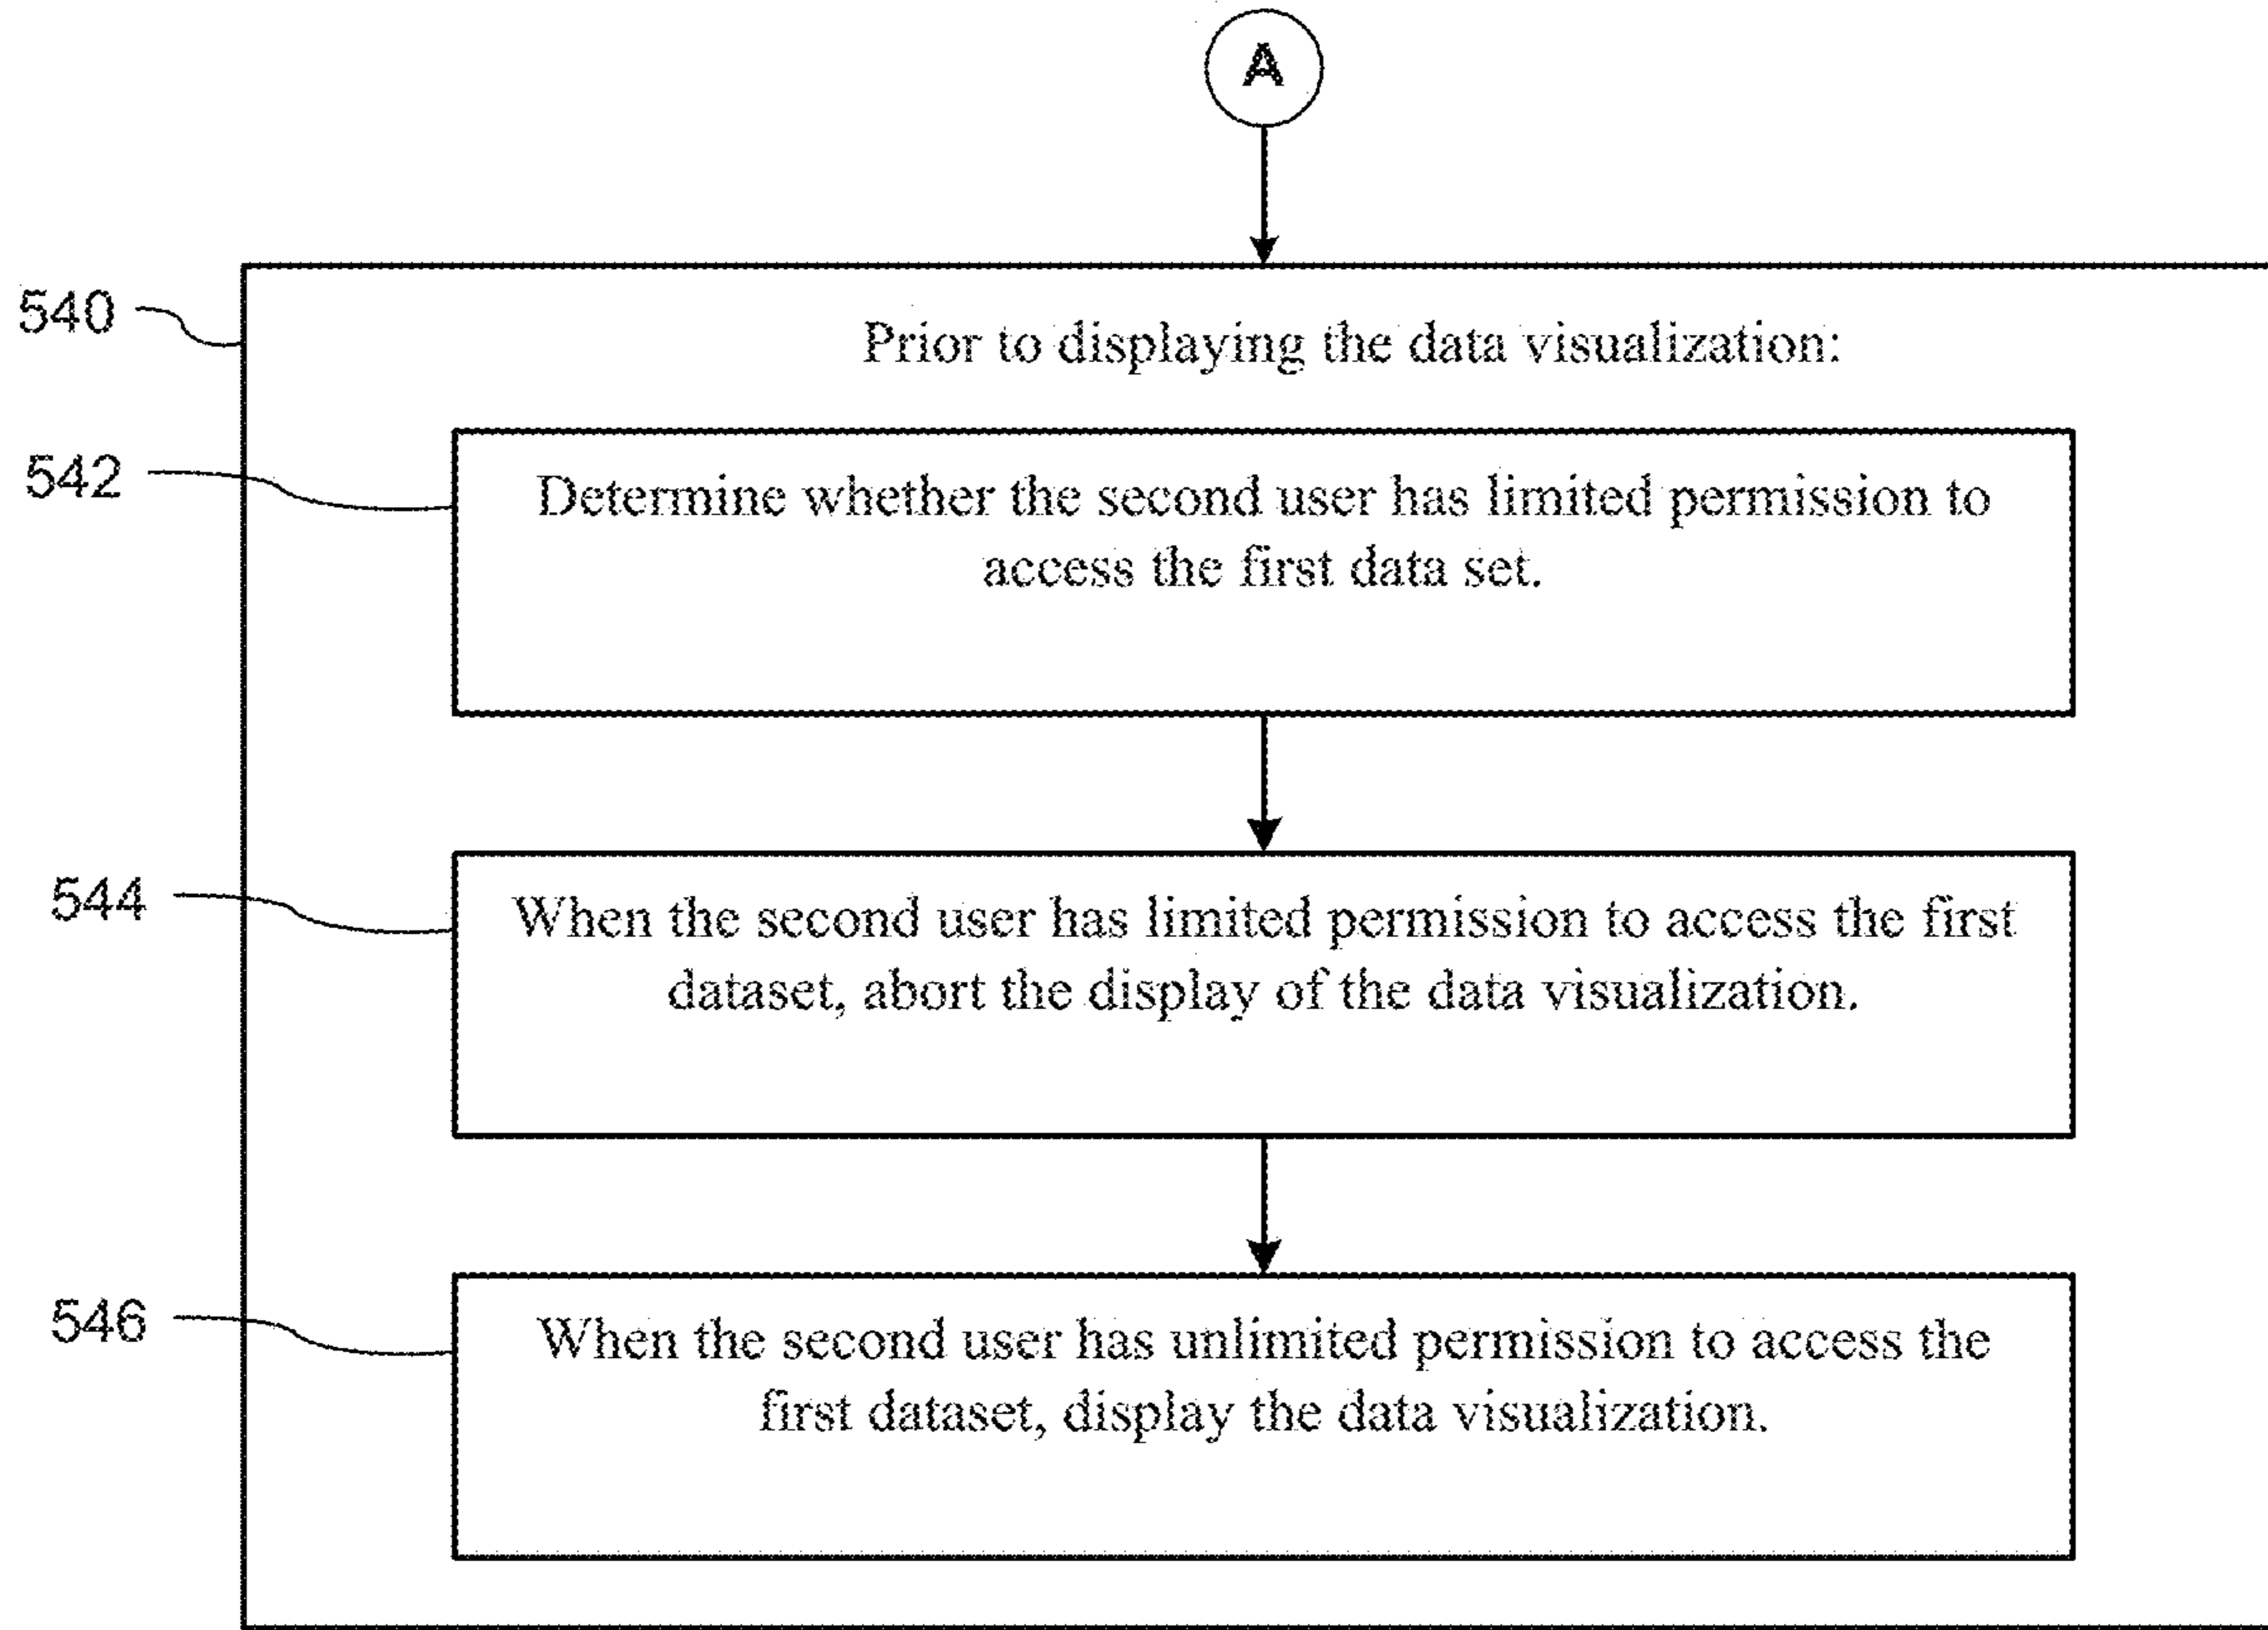 A
540
Prior to displaying the data visualization:
542
Determine whether the second user has limited permission to
access the first data set.
544
When the second user has limited permission to access the first
dataset, abort the display of the data visualization.
546
When the second user has unlimited permission to access the
first dataset, display the data visualization.